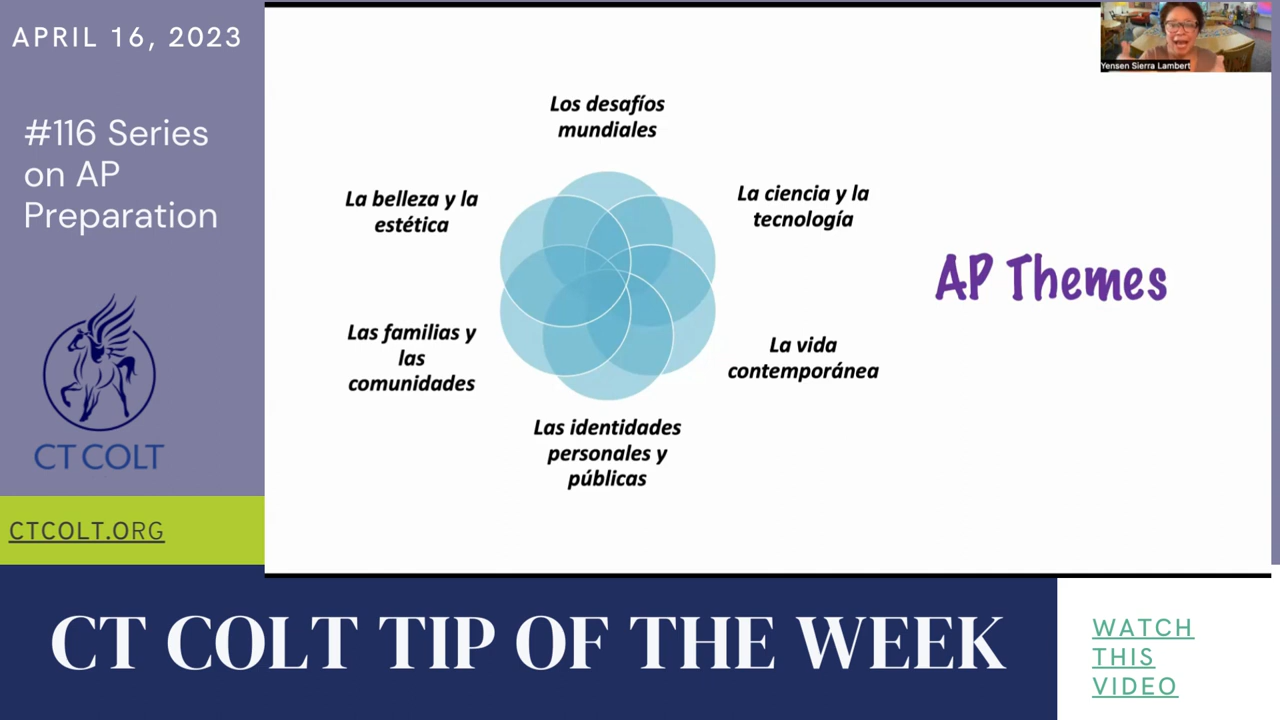 APRIL 16, 2023
#116 Series
on AP
Preparation
CT COLT
CTCOLT.ORG
Yensen Sierra Lambert
Los desafíos
mundiales
La belleza y la
estética
La ciencia y la
tecnología
AP Themes
Las familias y
las
comunidades
La vida
contemporánea
Las identidades
personales y
públicas
CT COLT TIP OF THE WEEK
WATCH
THIS
VIDEO